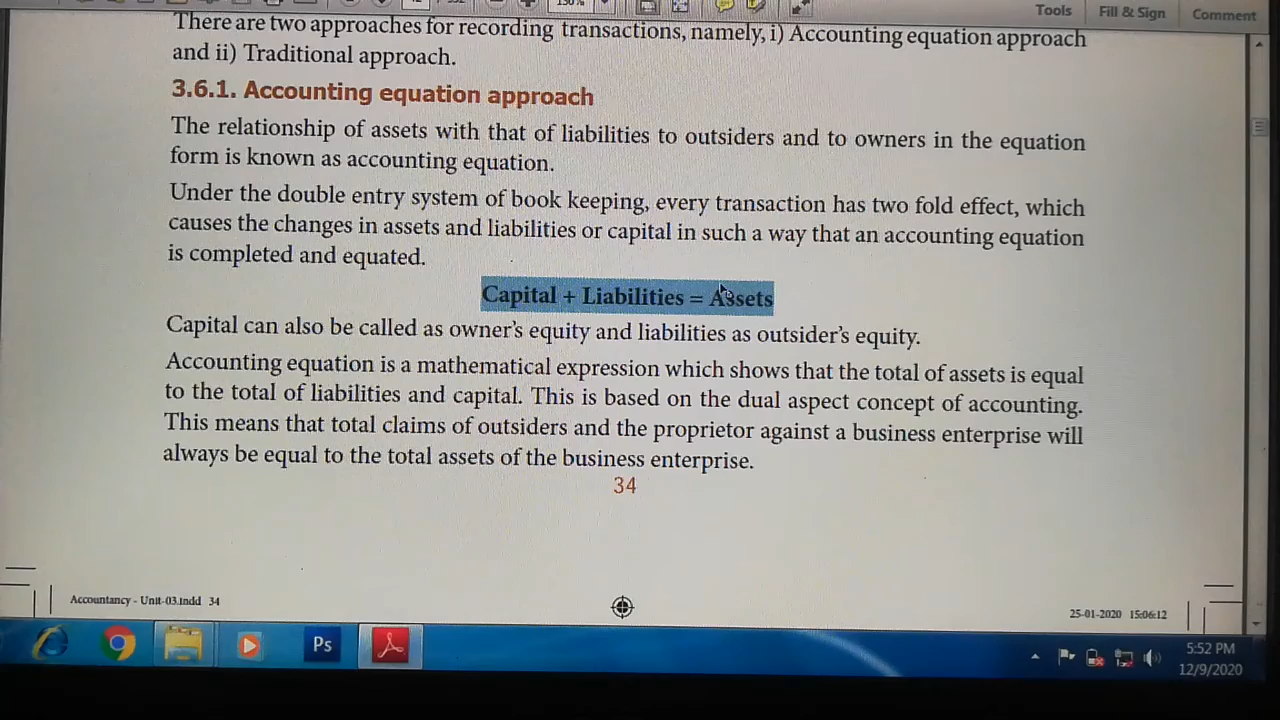 Tools Fill & Sign Comment
There are two approaches for recording transactions, namely, i) Accounting equation approach
and ii) Traditional approach.
3.6.1. Accounting equation approach
The relationship of assets with that of liabilities to outsiders and to owners in the equation
form is known as accounting equation.
Under the double entry system of book keeping, every transaction has two fold effect, which
causes the changes in assets and liabilities or capital in such a way that an accounting equation
is completed and equated.
Capital + Liabilities = Assets
Capital can also be called as owner's equity and liabilities as outsider's equity.
Accounting equation is a mathematical expression which shows that the total of assets is equal
to the total of liabilities and capital. This is based on the dual aspect concept of accounting.
This means that total claims of outsiders and the proprietor against a business enterprise will
always be equal to the total assets of the business enterprise.
34
Accountancy - Unit-03.indd 34
25-01-2020 15:06:12
Ps
5:52 PM
12/9/2020